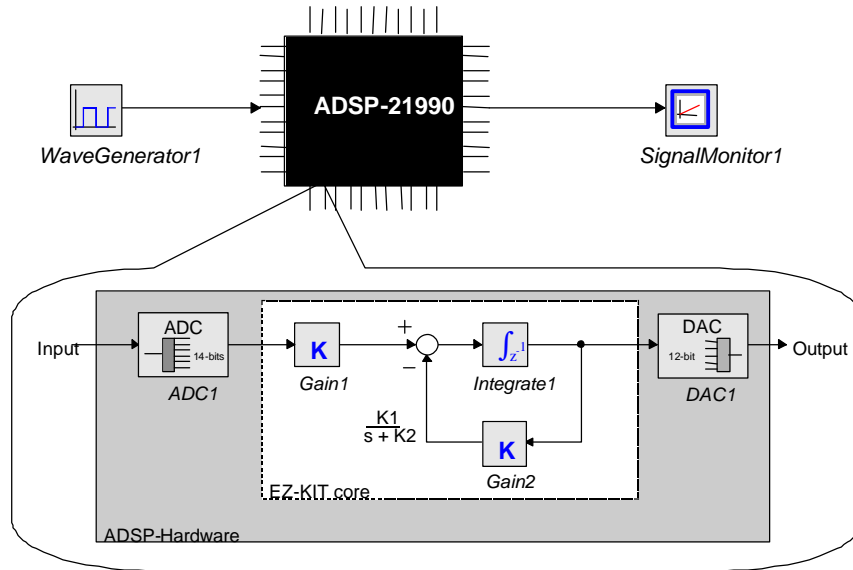 ADSP-21990
WaveGenerator1
SignalMonitor1
Input
ADC
14-bits
ADC1
K
Gain1
+
−
∫z-1
Integrate1
DAC
12-bit
DAC1
Output
K1
s + K2
K
Gain2
EZ-KIT core
ADSP-Hardware